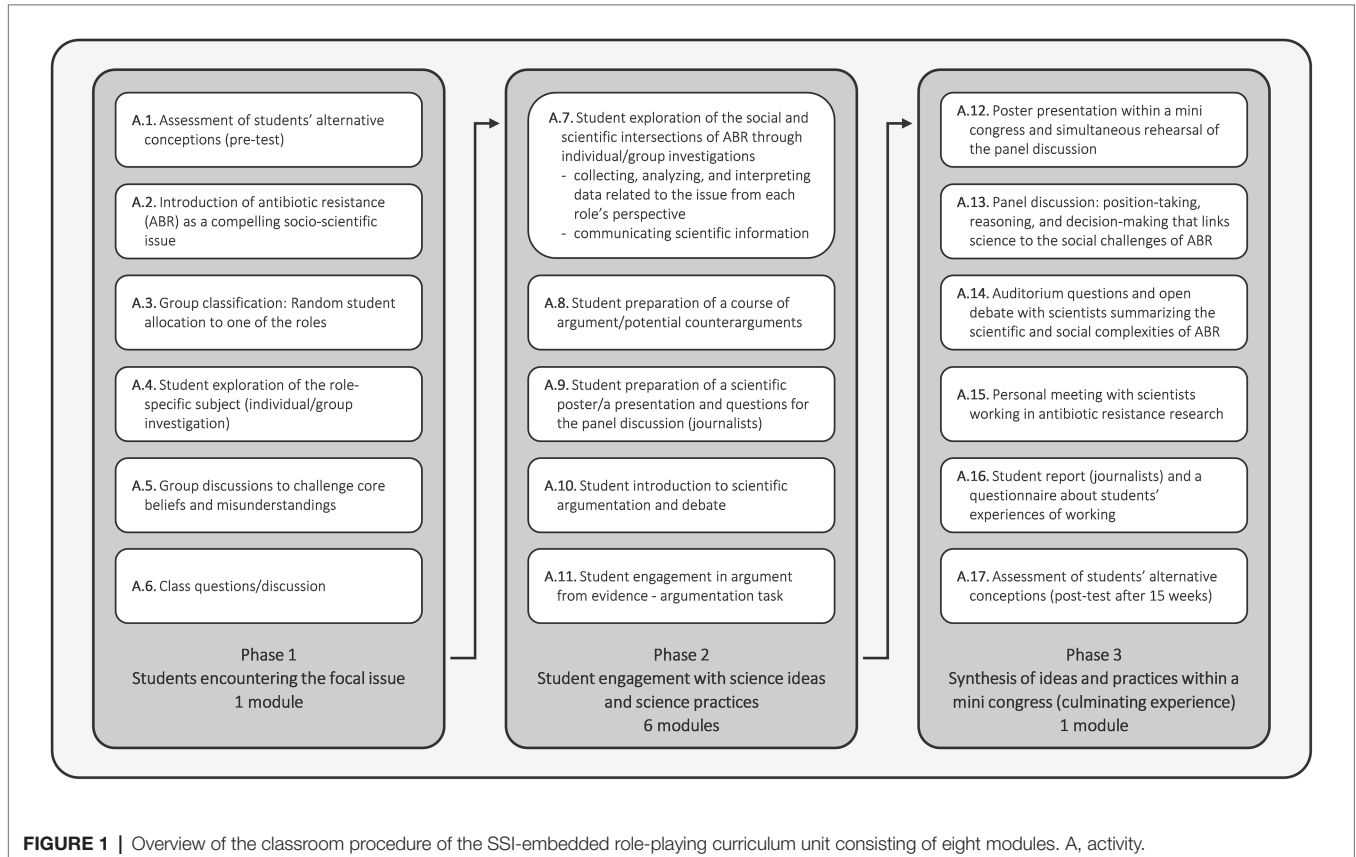 A.1. Assessment of students’ alternative
conceptions (pre-test)
A.2. Introduction of antibiotic resistance
(ABR) as a compelling socio-scientific
issue
A.3. Group classification: Random student
allocation to one of the roles
A.4. Student exploration of the role-
specific subject (individual/group
investigation)
A.5. Group discussions to challenge core
beliefs and misunderstandings
A.6. Class questions/discussion
Phase 1
Students encountering the focal issue
1 module
A.7. Student exploration of the social and
scientific intersections of ABR through
individual/group investigations
- collecting, analyzing, and interpreting
data related to the issue from each
role’s perspective
- communicating scientific information
A.8. Student preparation of a course of
argument/potential counterarguments
A.9. Student preparation of a scientific
poster/a presentation and questions for
the panel discussion (journalists)
A.10. Student introduction to scientific
argumentation and debate
A.11. Student engagement in argument
from evidence - argumentation task
Phase 2
Student engagement with science ideas
and science practices
6 modules
A.12. Poster presentation within a mini
congress and simultaneous rehearsal of
the panel discussion
A.13. Panel discussion: position-taking,
reasoning, and decision-making that links
science to the social challenges of ABR
A.14. Auditorium questions and open
debate with scientists summarizing the
scientific and social complexities of ABR
A.15. Personal meeting with scientists
working in antibiotic resistance research
A.16. Student report (journalists) and a
questionnaire about students’
experiences of working
A.17. Assessment of students’ alternative
conceptions (post-test after 15 weeks)
Phase 3
Synthesis of ideas and practices within a
mini congress (culminating experience)
1 module
FIGURE 1 | Overview of the classroom procedure of the SSI-embedded role-playing curriculum unit consisting of eight modules. A, activity.